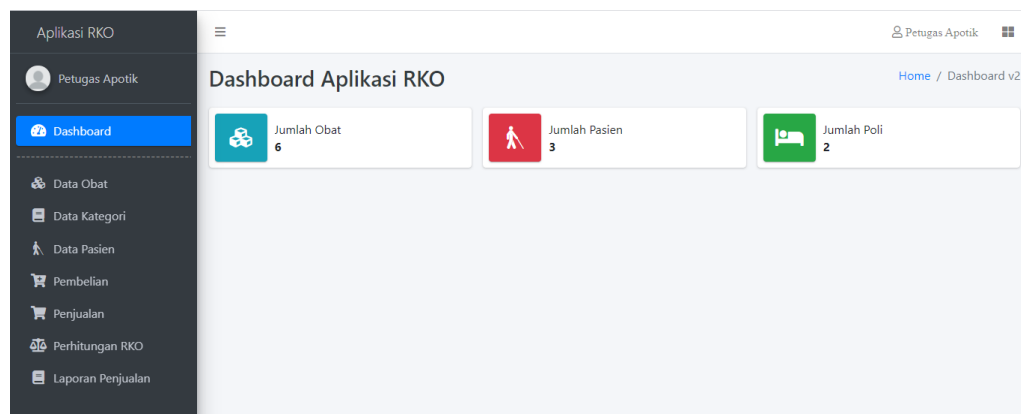 Aplikasi RKO
Petugas Apotik
Petugas Apotik
Dashboard
Data Obat
Data Kategori
Data Pasien
Pembelian
Penjualan
Perhitungan RKO
Laporan Penjualan
Dashboard Aplikasi RKO
Home / Dashboard v2
Jumlah Obat
6
Jumlah Pasien
3
Jumlah Poli
2